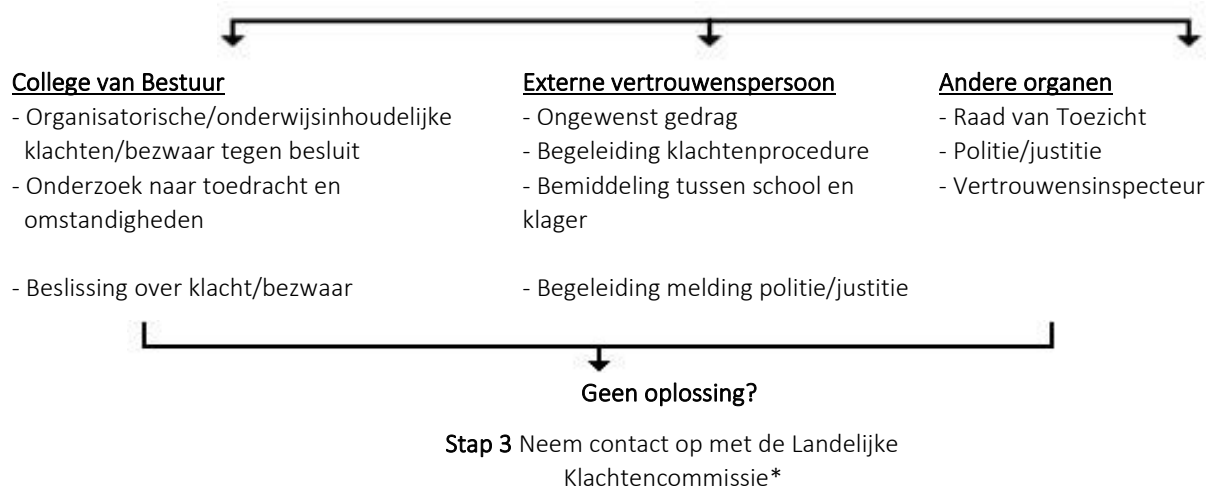 College van Bestuur
- Organisatorische/onderwijsinhoudelijke
klachten/bezwaar tegen besluit
- Onderzoek naar toedracht en
omstandigheden
- Beslissing over klacht/bezwaar
Externe vertrouwenspersoon
- Ongewenst gedrag
- Begeleiding klachtenprocedure
- Bemiddeling tussen school en
klager
- Begeleiding melding politie/justitie
Andere organen
- Raad van Toezicht
- Politie/justitie
- Vertrouwensinspecteur
Geen oplossing?
Stap 3 Neem contact op met de Landelijke
Klachtencommissie*